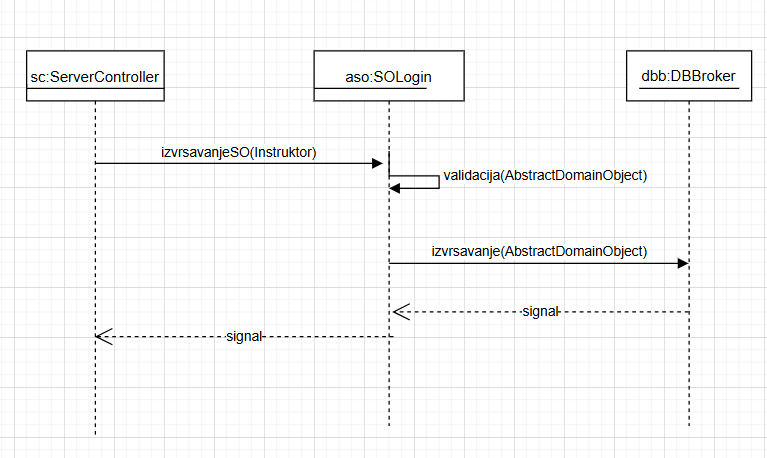 sc:ServerController
aso:SOLogin
dbb:DBBroker
izvrsavanjeSO(Instruktor)
validacija(AbstractDomainObject)
izvrsavanje(AbstractDomainObject)
signal
signal